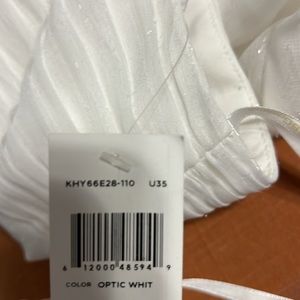 KHY66E28-110 U35
6 12000 48594 9
COLOR OPTIC WHIT